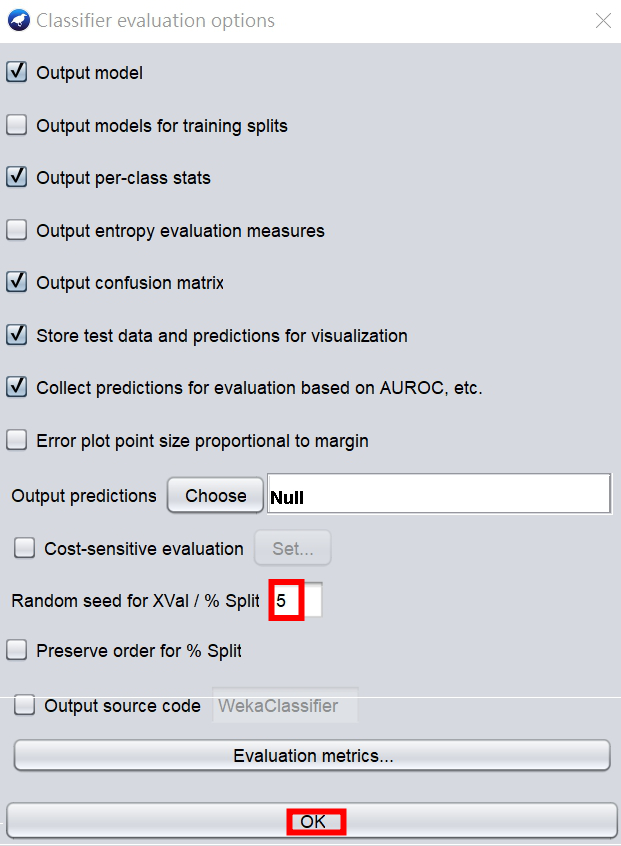 Classifier evaluation options
Output model
Output models for training splits
Output per-class stats
Output entropy evaluation measures
Output confusion matrix
Store test data and predictions for visualization
Collect predictions for evaluation based on AUROC, etc.
Error plot point size proportional to margin
Output predictions Choose Null
Cost-sensitive evaluation Set...
Random seed for XVal / % Split 5
Preserve order for % Split
Output source code WekaClassifier
Evaluation metrics...
OK